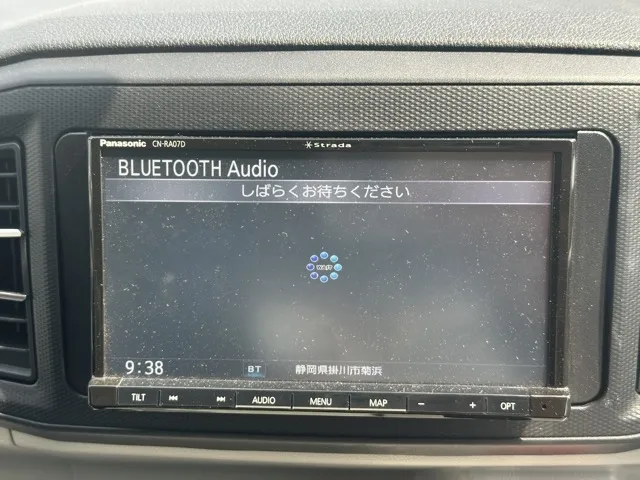 Panasonic CN-RA07D Strada
BLUETOOTH Audio
しばらくお待ちください
WAIT
9:38 BT 静岡県掛川市菊浜
TILT AUDIO MENU MAP − + OPT